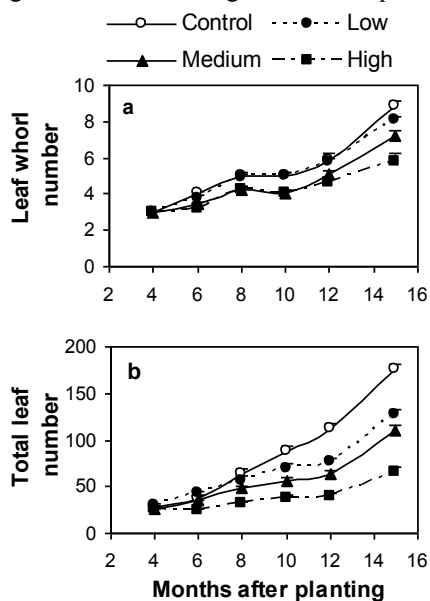 Control Low
Medium High
a
Leaf whorl
number
10
8
6
4
2
0
2 4 6 8 10 12 14 16
b
Total leaf
number
200
150
100
50
0
2 4 6 8 10 12 14 16
Months after planting